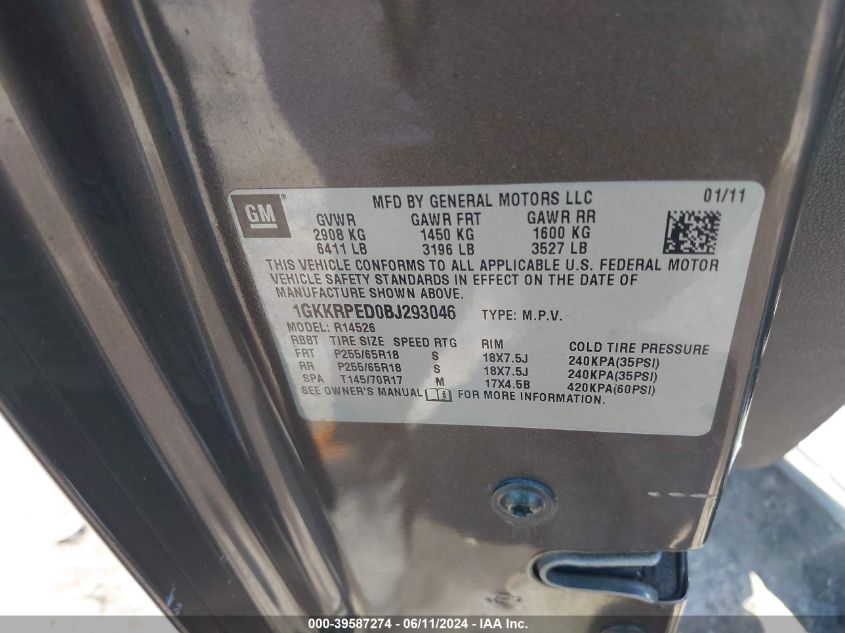 GM ®
MFD BY GENERAL MOTORS LLC 01/11
GVWR GAWR FRT GAWR RR
2908 KG 1450 KG 1600 KG
6411 LB 3196 LB 3527 LB
THIS VEHICLE CONFORMS TO ALL APPLICABLE U.S. FEDERAL MOTOR
VEHICLE SAFETY STANDARDS IN EFFECT ON THE DATE OF
MANUFACTURE SHOWN ABOVE.
1GKKRPED0BJ293046 TYPE: M.P.V.
MODEL: R14526
RBBT TIRE SIZE SPEED RTG RIM COLD TIRE PRESSURE
FRT P255/65R18 S 18X7.5J 240KPA(35PSI)
RR P255/65R18 S 18X7.5J 240KPA(35PSI)
SPA T145/70R17 M 17X4.5B 420KPA(60PSI)
SEE OWNER'S MANUAL FOR MORE INFORMATION.
000-39587274 - 06/11/2024 - IAA Inc.